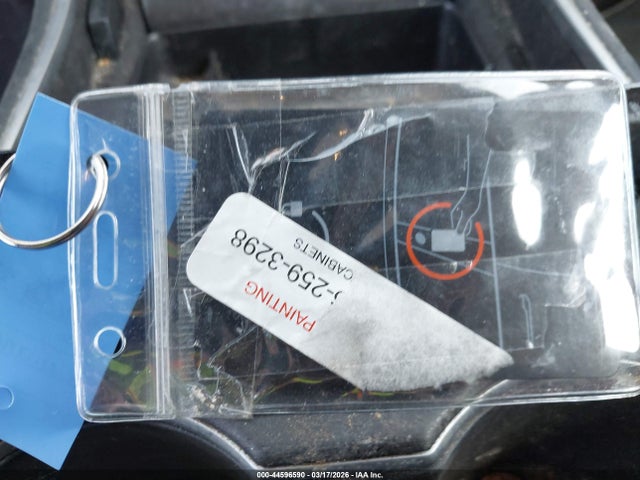 PAINTING
-259-3298
CABINETS
000-44596590 - 03/17/2026 - IAA Inc.